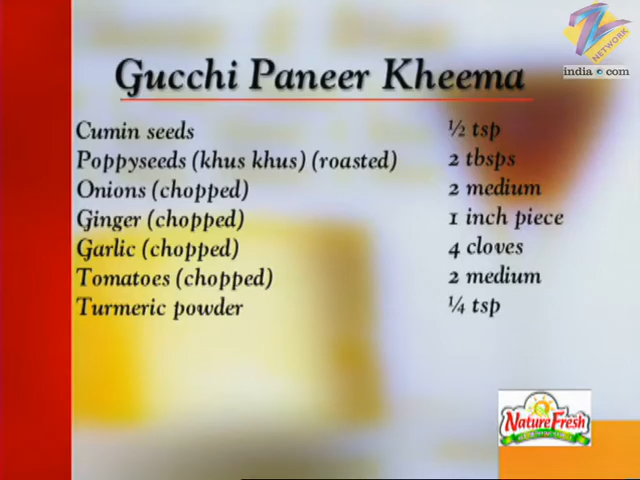 Z
NETWORK
india.com
Gucchi Paneer Kheema
Cumin seeds ½ tsp
Poppyseeds (khus khus) (roasted) 2 tbsps
Onions (chopped) 2 medium
Ginger (chopped) 1 inch piece
Garlic (chopped) 4 cloves
Tomatoes (chopped) 2 medium
Turmeric powder ¼ tsp
Nature Fresh